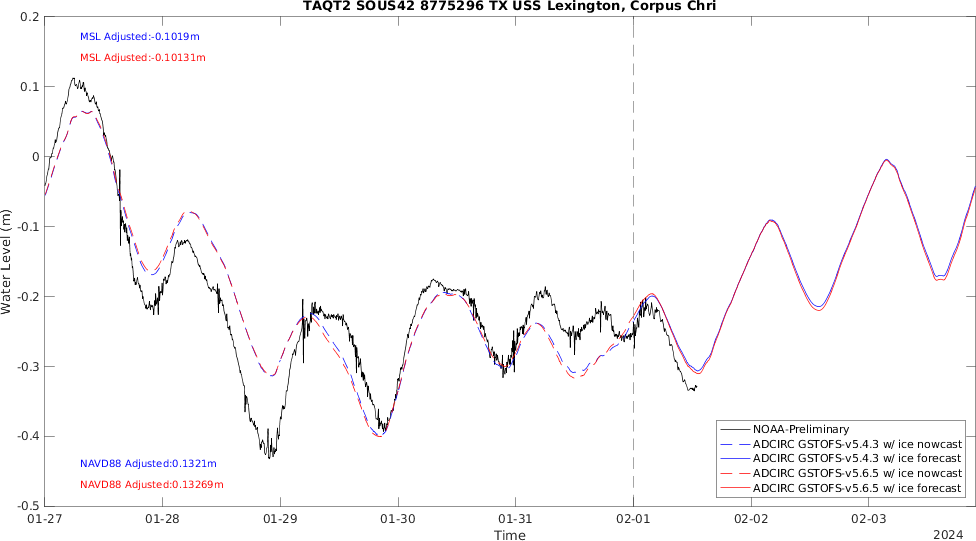 TAQT2 SOUS42 8775296 TX USS Lexington, Corpus Chri
MSL Adjusted:-0.1019m
MSL Adjusted:-0.10131m
0.2
0.1
0
-0.1
-0.2
-0.3
-0.4
-0.5
Water Level (m)
NAVD88 Adjusted:0.1321m
NAVD88 Adjusted:0.13269m
NOAA-Preliminary
ADCIRC GSTOFS-v5.4.3 w/ ice nowcast
ADCIRC GSTOFS-v5.4.3 w/ ice forecast
ADCIRC GSTOFS-v5.6.5 w/ ice nowcast
ADCIRC GSTOFS-v5.6.5 w/ ice forecast
01-27 01-28 01-29 01-30 01-31 02-01 02-02 02-03
Time
2024